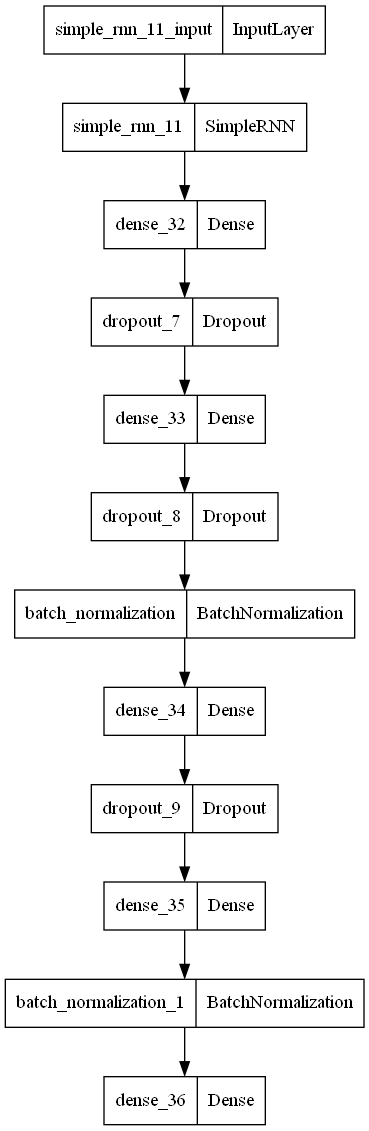 simple_rnn_11_input InputLayer
simple_rnn_11 SimpleRNN
dense_32 Dense
dropout_7 Dropout
dense_33 Dense
dropout_8 Dropout
batch_normalization BatchNormalization
dense_34 Dense
dropout_9 Dropout
dense_35 Dense
batch_normalization_1 BatchNormalization
dense_36 Dense